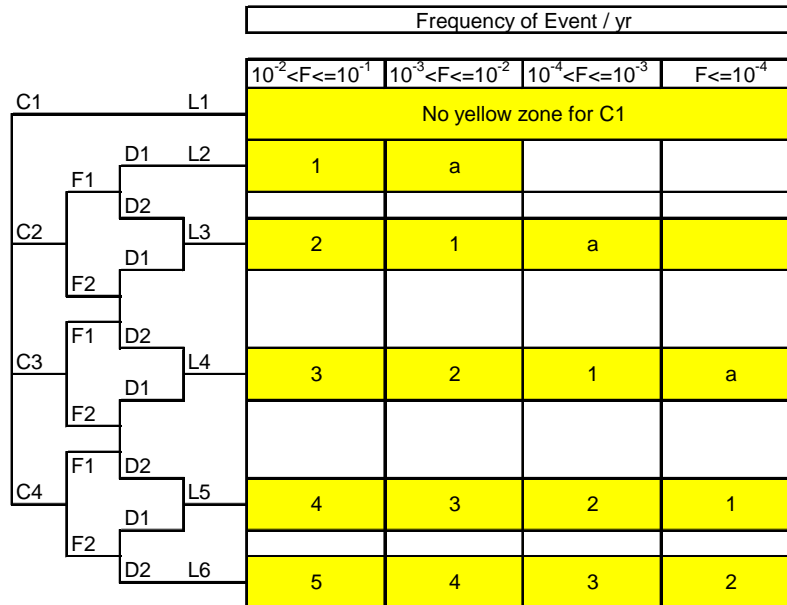 Frequency of Event / yr
10⁻²<F<=10⁻¹ 10⁻³<F<=10⁻² 10⁻⁴<F<=10⁻³ F<=10⁻⁴
C1 L1 No yellow zone for C1
D1 L2 1 a
F1
D2
C2 L3 2 1 a
D1
F2
F1
D2
C3 L4 3 2 1 a
D1
F2
F1
D2
C4 L5 4 3 2 1
D1
F2
D2 L6 5 4 3 2